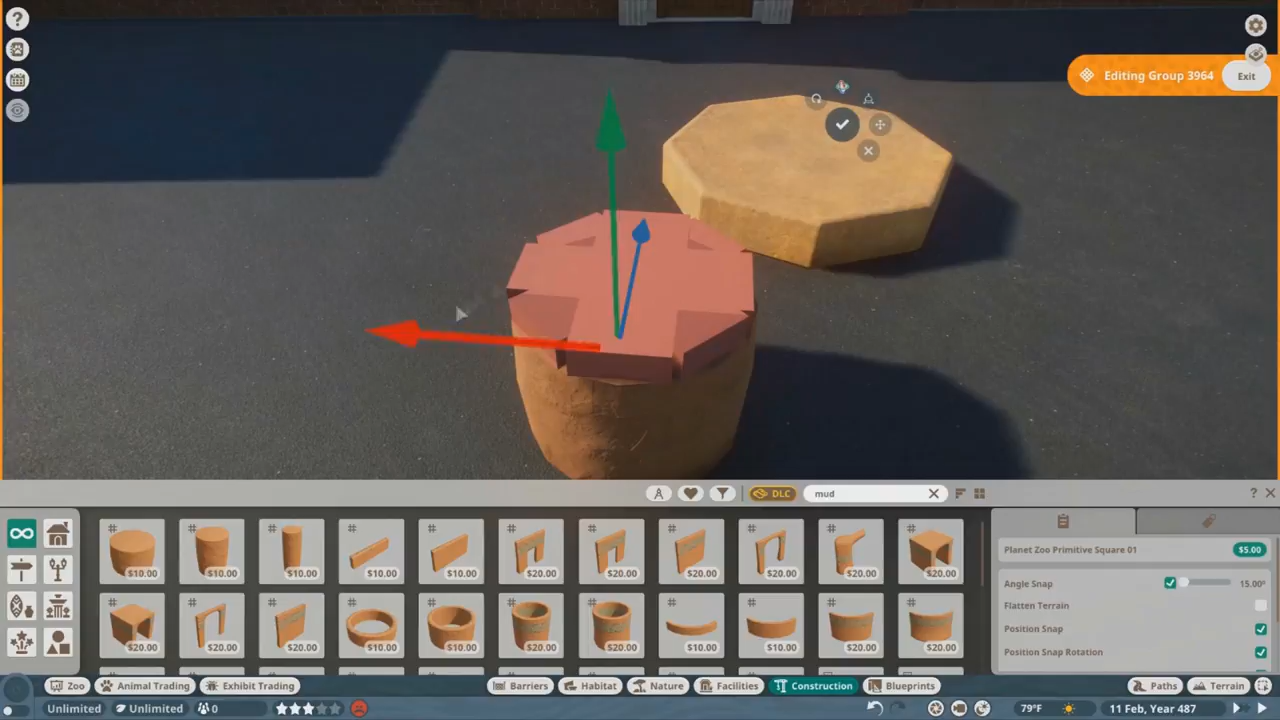 ?
Editing Group 3964
Exit
DLC
mud
?
$10.00 $10.00 $10.00 $10.00 $10.00 $20.00 $20.00 $20.00 $20.00 $20.00 $20.00
$20.00 $20.00 $20.00 $10.00 $10.00 $20.00 $20.00 $10.00 $10.00 $20.00 $20.00
Planet Zoo Primitive Square 01
$5.00
Angle Snap
15.00°
Flatten Terrain
Position Snap
Position Snap Rotation
Zoo
Animal Trading
Exhibit Trading
Barriers
Habitat
Nature
Facilities
Construction
Blueprints
Paths
Terrain
Unlimited
Unlimited
0
79°F
11 Feb, Year 487